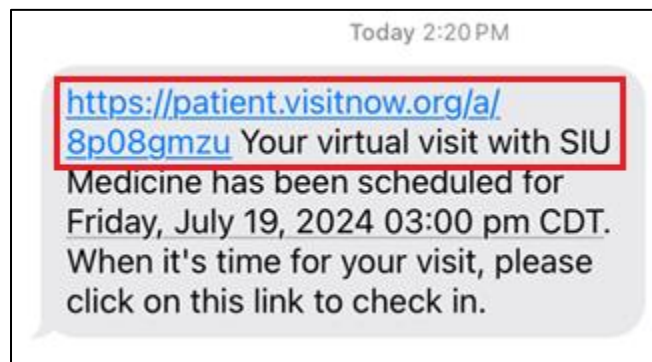 Today 2:20 PM
https://patient.visitnow.org/a/
8p08gmzu Your virtual visit with SIU
Medicine has been scheduled for
Friday, July 19, 2024 03:00 pm CDT.
When it's time for your visit, please
click on this link to check in.